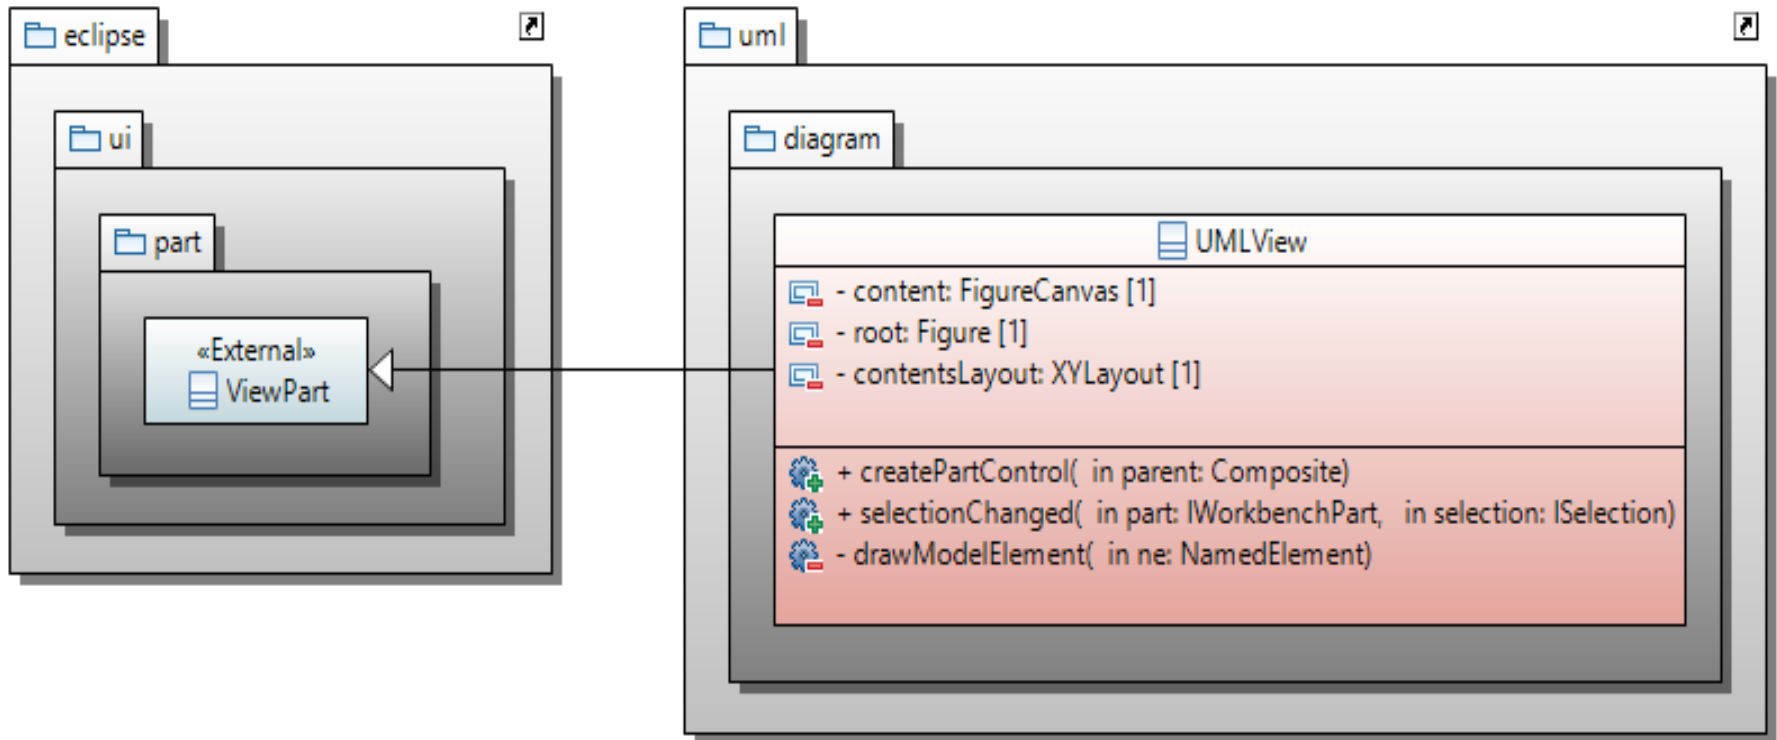 eclipse
ui
part
«External»
ViewPart
uml
diagram
UMLView
- content: FigureCanvas [1]
- root: Figure [1]
- contentsLayout: XYLayout [1]
+ createPartControl(  in parent: Composite)
+ selectionChanged(  in part: IWorkbenchPart,   in selection: ISelection)
- drawModelElement(  in ne: NamedElement)